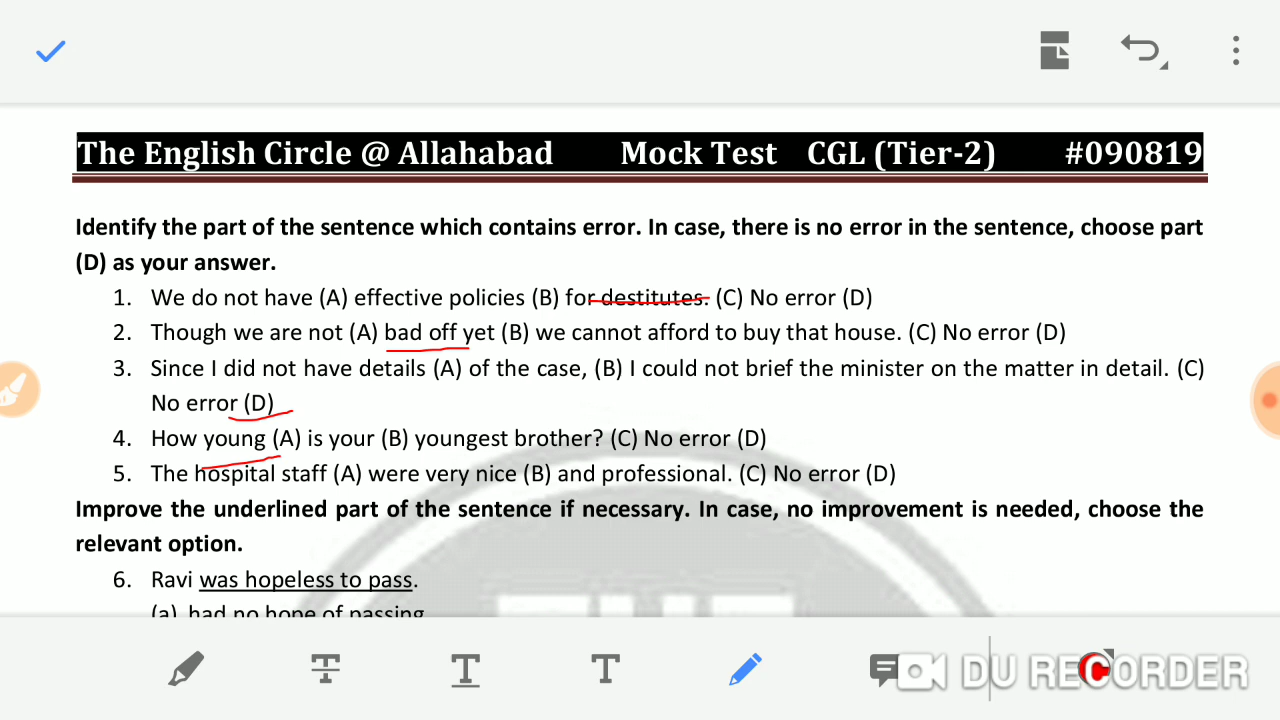 The English Circle @ Allahabad Mock Test CGL (Tier-2) #090819
Identify the part of the sentence which contains error. In case, there is no error in the sentence, choose part
(D) as your answer.
1. We do not have (A) effective policies (B) for destitutes. (C) No error (D)
2. Though we are not (A) bad off yet (B) we cannot afford to buy that house. (C) No error (D)
3. Since I did not have details (A) of the case, (B) I could not brief the minister on the matter in detail. (C)
No error (D)
4. How young (A) is your (B) youngest brother? (C) No error (D)
5. The hospital staff (A) were very nice (B) and professional. (C) No error (D)
Improve the underlined part of the sentence if necessary. In case, no improvement is needed, choose the
relevant option.
6. Ravi was hopeless to pass.
(a) had no hope of passing
T T T DU RECORDER